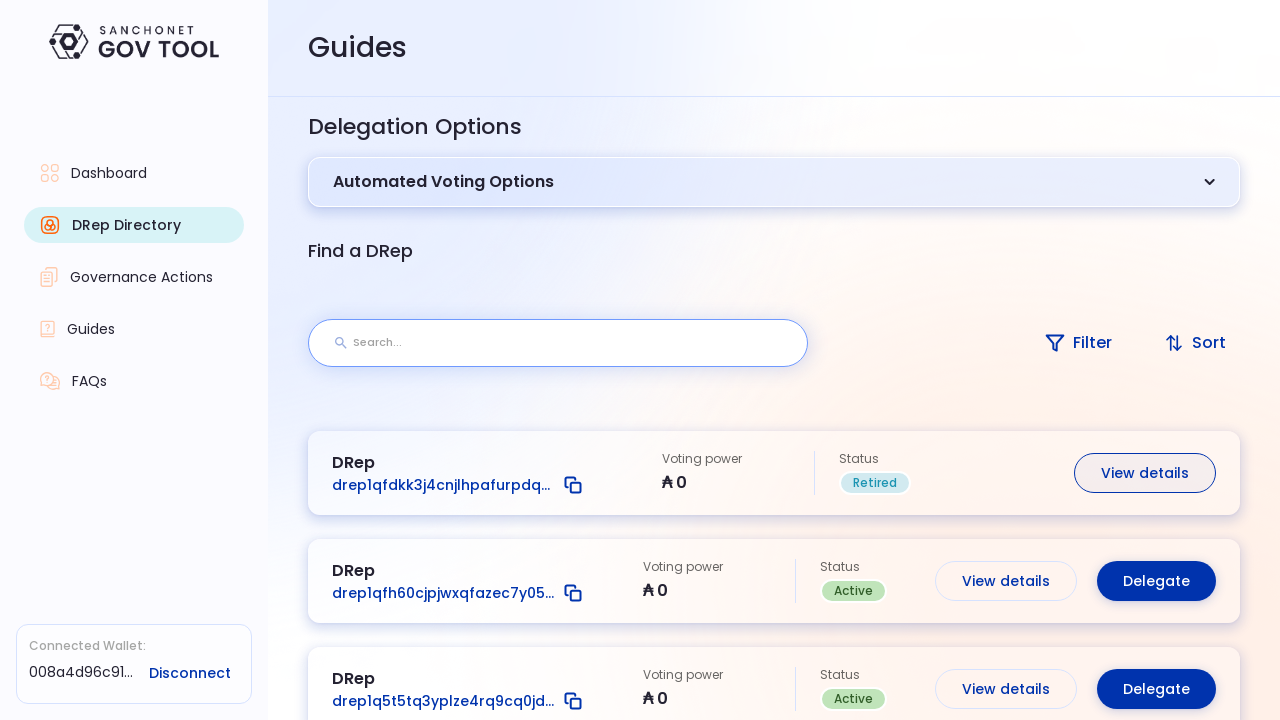 SANCHONET
GOV TOOL
Dashboard
DRep Directory
Governance Actions
Guides
FAQs
Connected Wallet:
008a4d96c91...
Disconnect
Guides
Delegation Options
Automated Voting Options
Find a DRep
Search...
Filter
Sort
DRep
drep1qfdkk3j4cnjlhpafurpdq...
Voting power
₳ 0
Status
Retired
View details
DRep
drep1qfh60cjpjwxqfazec7y05...
Voting power
₳ 0
Status
Active
View details
Delegate
DRep
drep1q5t5tq3yplze4rq9cq0jd...
Voting power
₳ 0
Status
Active
View details
Delegate